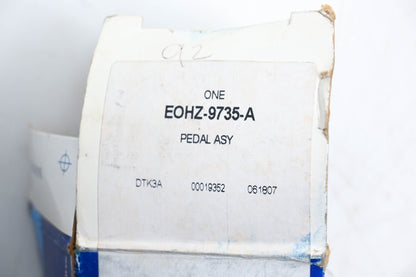 92
ONE
EOHZ-9735-A
PEDAL ASY
DTK3A 00019352 061807